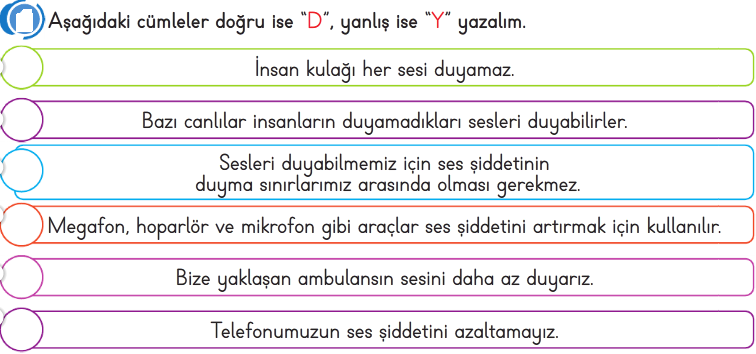 Aşağıdaki cümleler doğru ise “D”, yanlış ise “Y” yazalım.
İnsan kulağı her sesi duyamaz.
Bazı canlılar insanların duyamadıkları sesleri duyabilirler.
Sesleri duyabilmemiz için ses şiddetinin
duyma sınırlarımız arasında olması gerekmez.
Megafon, hoparlör ve mikrofon gibi araçlar ses şiddetini artırmak için kullanılır.
Bize yaklaşan ambulansın sesini daha az duyarız.
Telefonumuzun ses şiddetini azaltamayız.